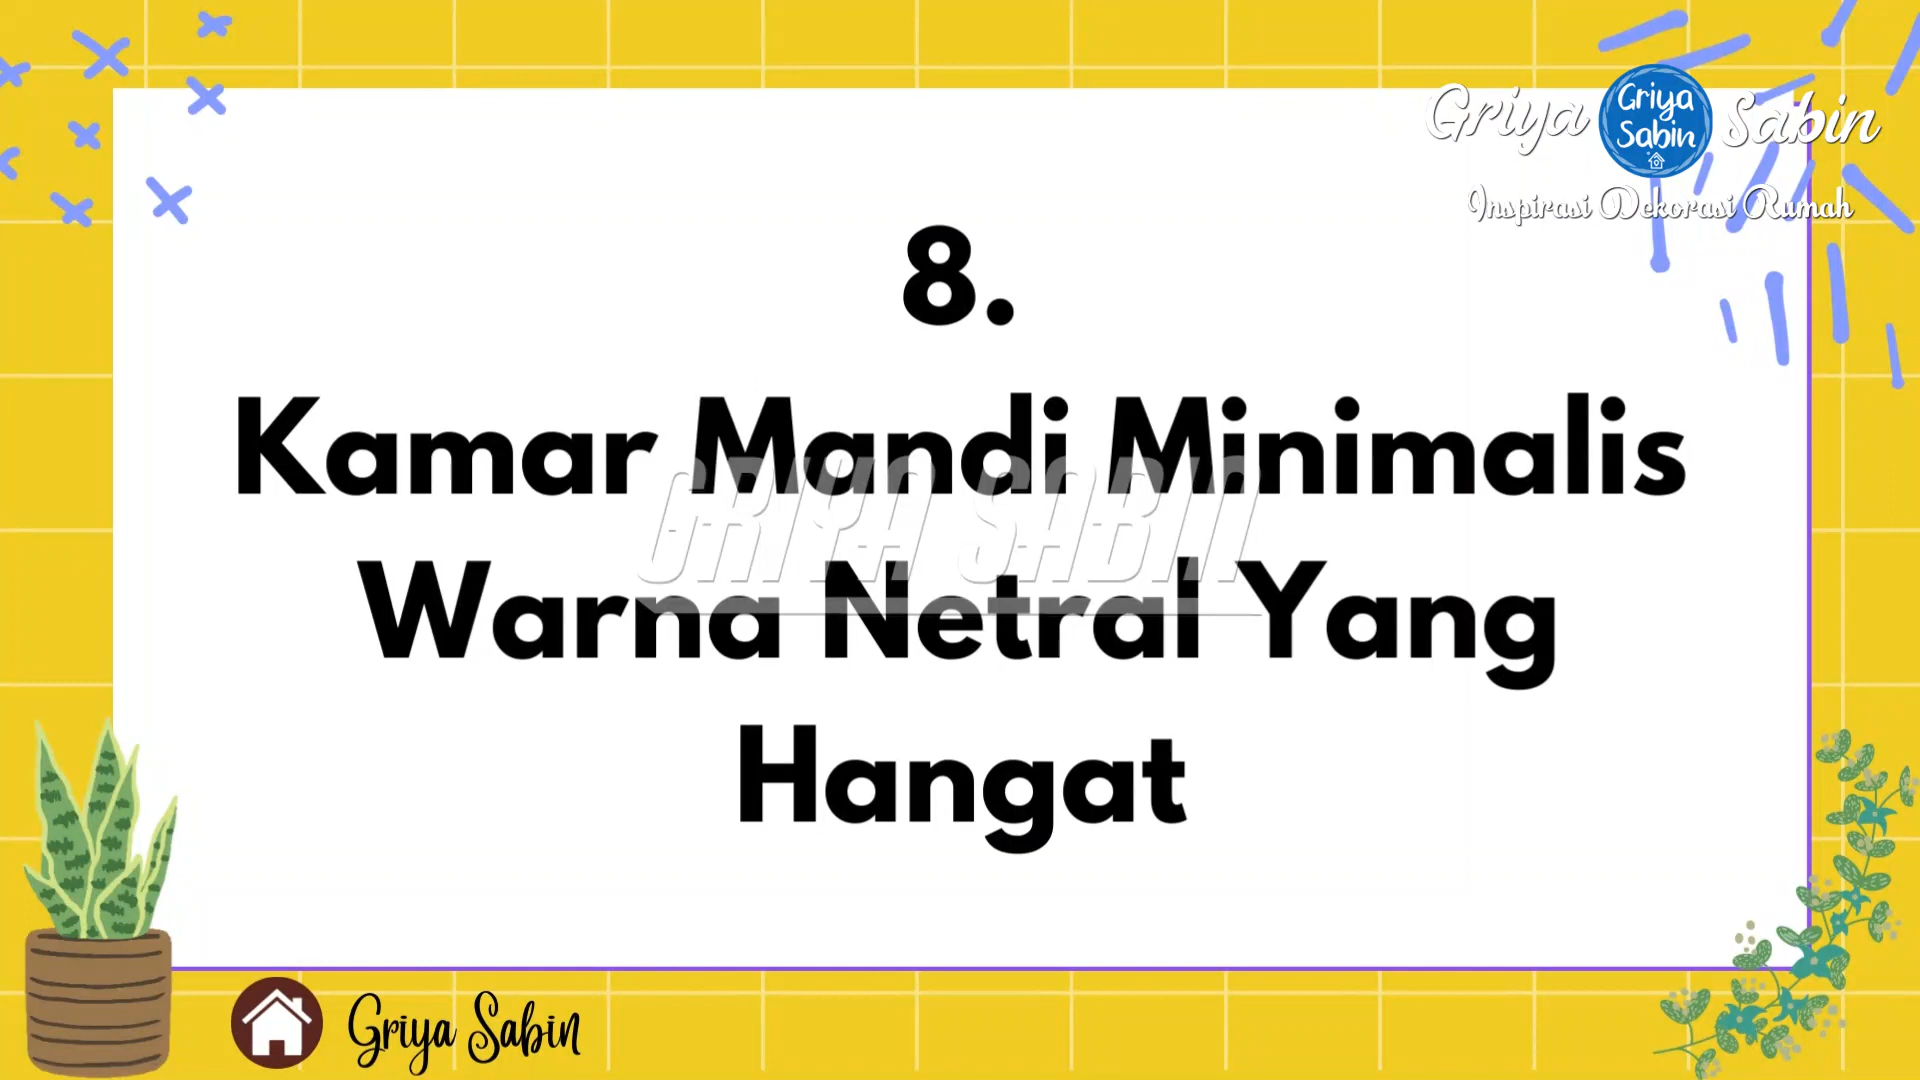 Griya Sabin
Griya
Sabin
Inspirasi Dekorasi Rumah
8.
Kamar Mandi Minimalis
GRIYA SABIN
Warna Netral Yang
Hangat
Griya Sabin